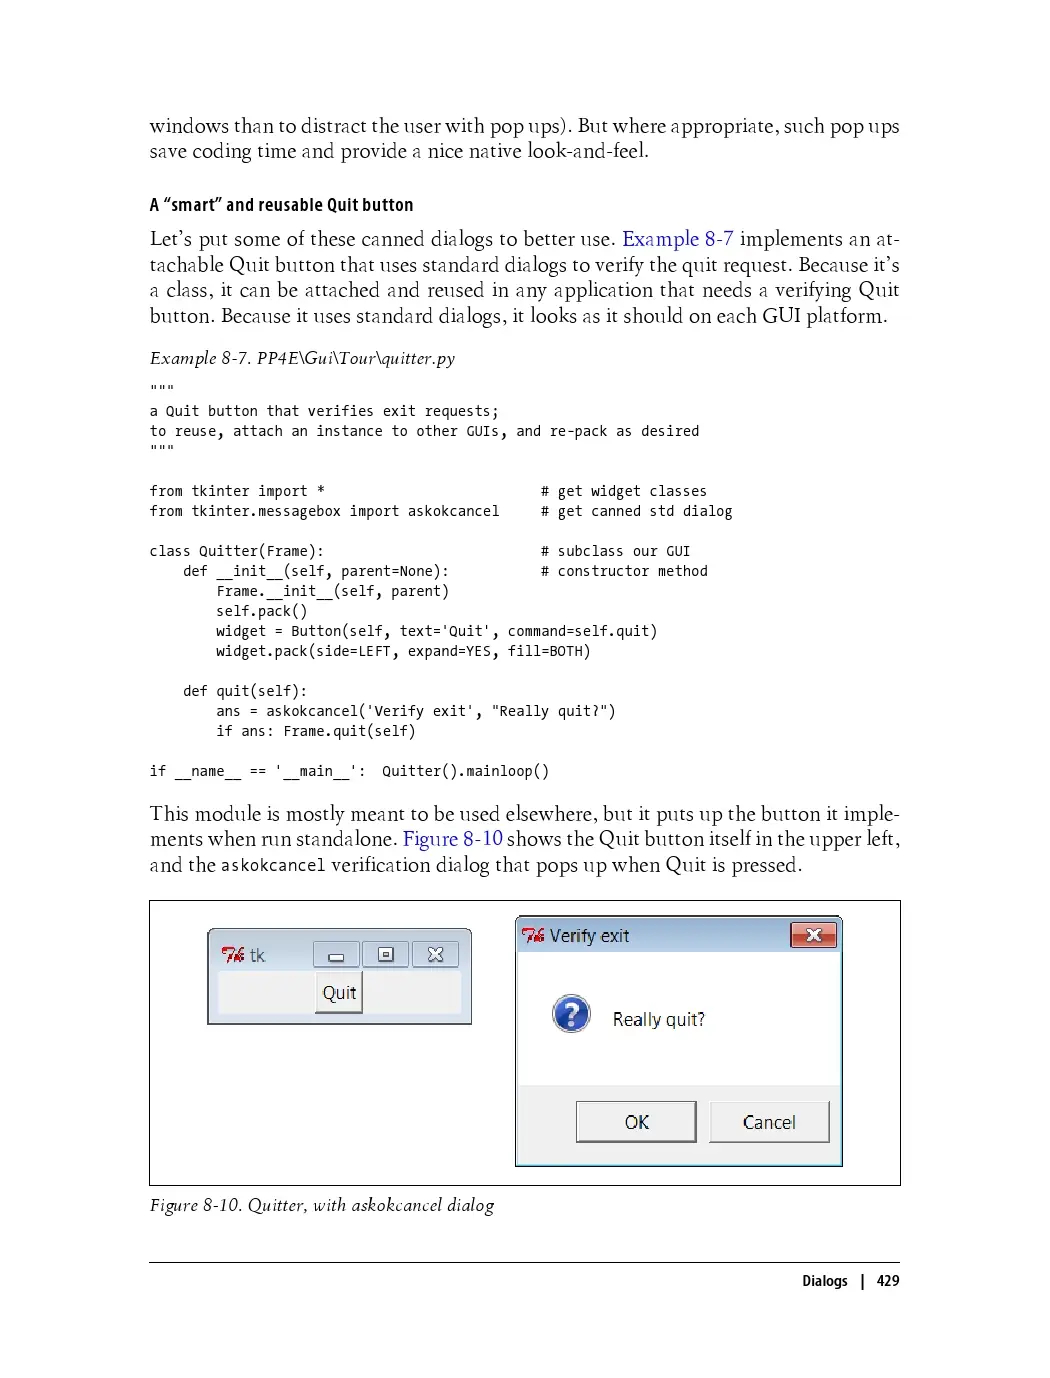 windows than to distract the user with pop ups). But where appropriate, such pop ups
save coding time and provide a nice native look-and-feel.
A “smart” and reusable Quit button
Let’s put some of these canned dialogs to better use. Example 8-7 implements an at-
tachable Quit button that uses standard dialogs to verify the quit request. Because it’s
a class, it can be attached and reused in any application that needs a verifying Quit
button. Because it uses standard dialogs, it looks as it should on each GUI platform.
Example 8-7. PP4E\Gui\Tour\quitter.py
"""
a Quit button that verifies exit requests;
to reuse, attach an instance to other GUIs, and re-pack as desired
"""
from tkinter import *                          # get widget classes
from tkinter.messagebox import askokcancel     # get canned std dialog
class Quitter(Frame):                          # subclass our GUI
    def __init__(self, parent=None):           # constructor method
        Frame.__init__(self, parent)
        self.pack()
        widget = Button(self, text='Quit', command=self.quit)
        widget.pack(side=LEFT, expand=YES, fill=BOTH)
    def quit(self):
        ans = askokcancel('Verify exit', "Really quit?")
        if ans: Frame.quit(self)
if __name__ == '__main__':  Quitter().mainloop()
This module is mostly meant to be used elsewhere, but it puts up the button it imple-
ments when run standalone. Figure 8-10 shows the Quit button itself in the upper left,
and the askokcancel verification dialog that pops up when Quit is pressed.
tk
Quit
Verify exit
Really quit?
OK
Cancel
Figure 8-10. Quitter, with askokcancel dialog
Dialogs | 429